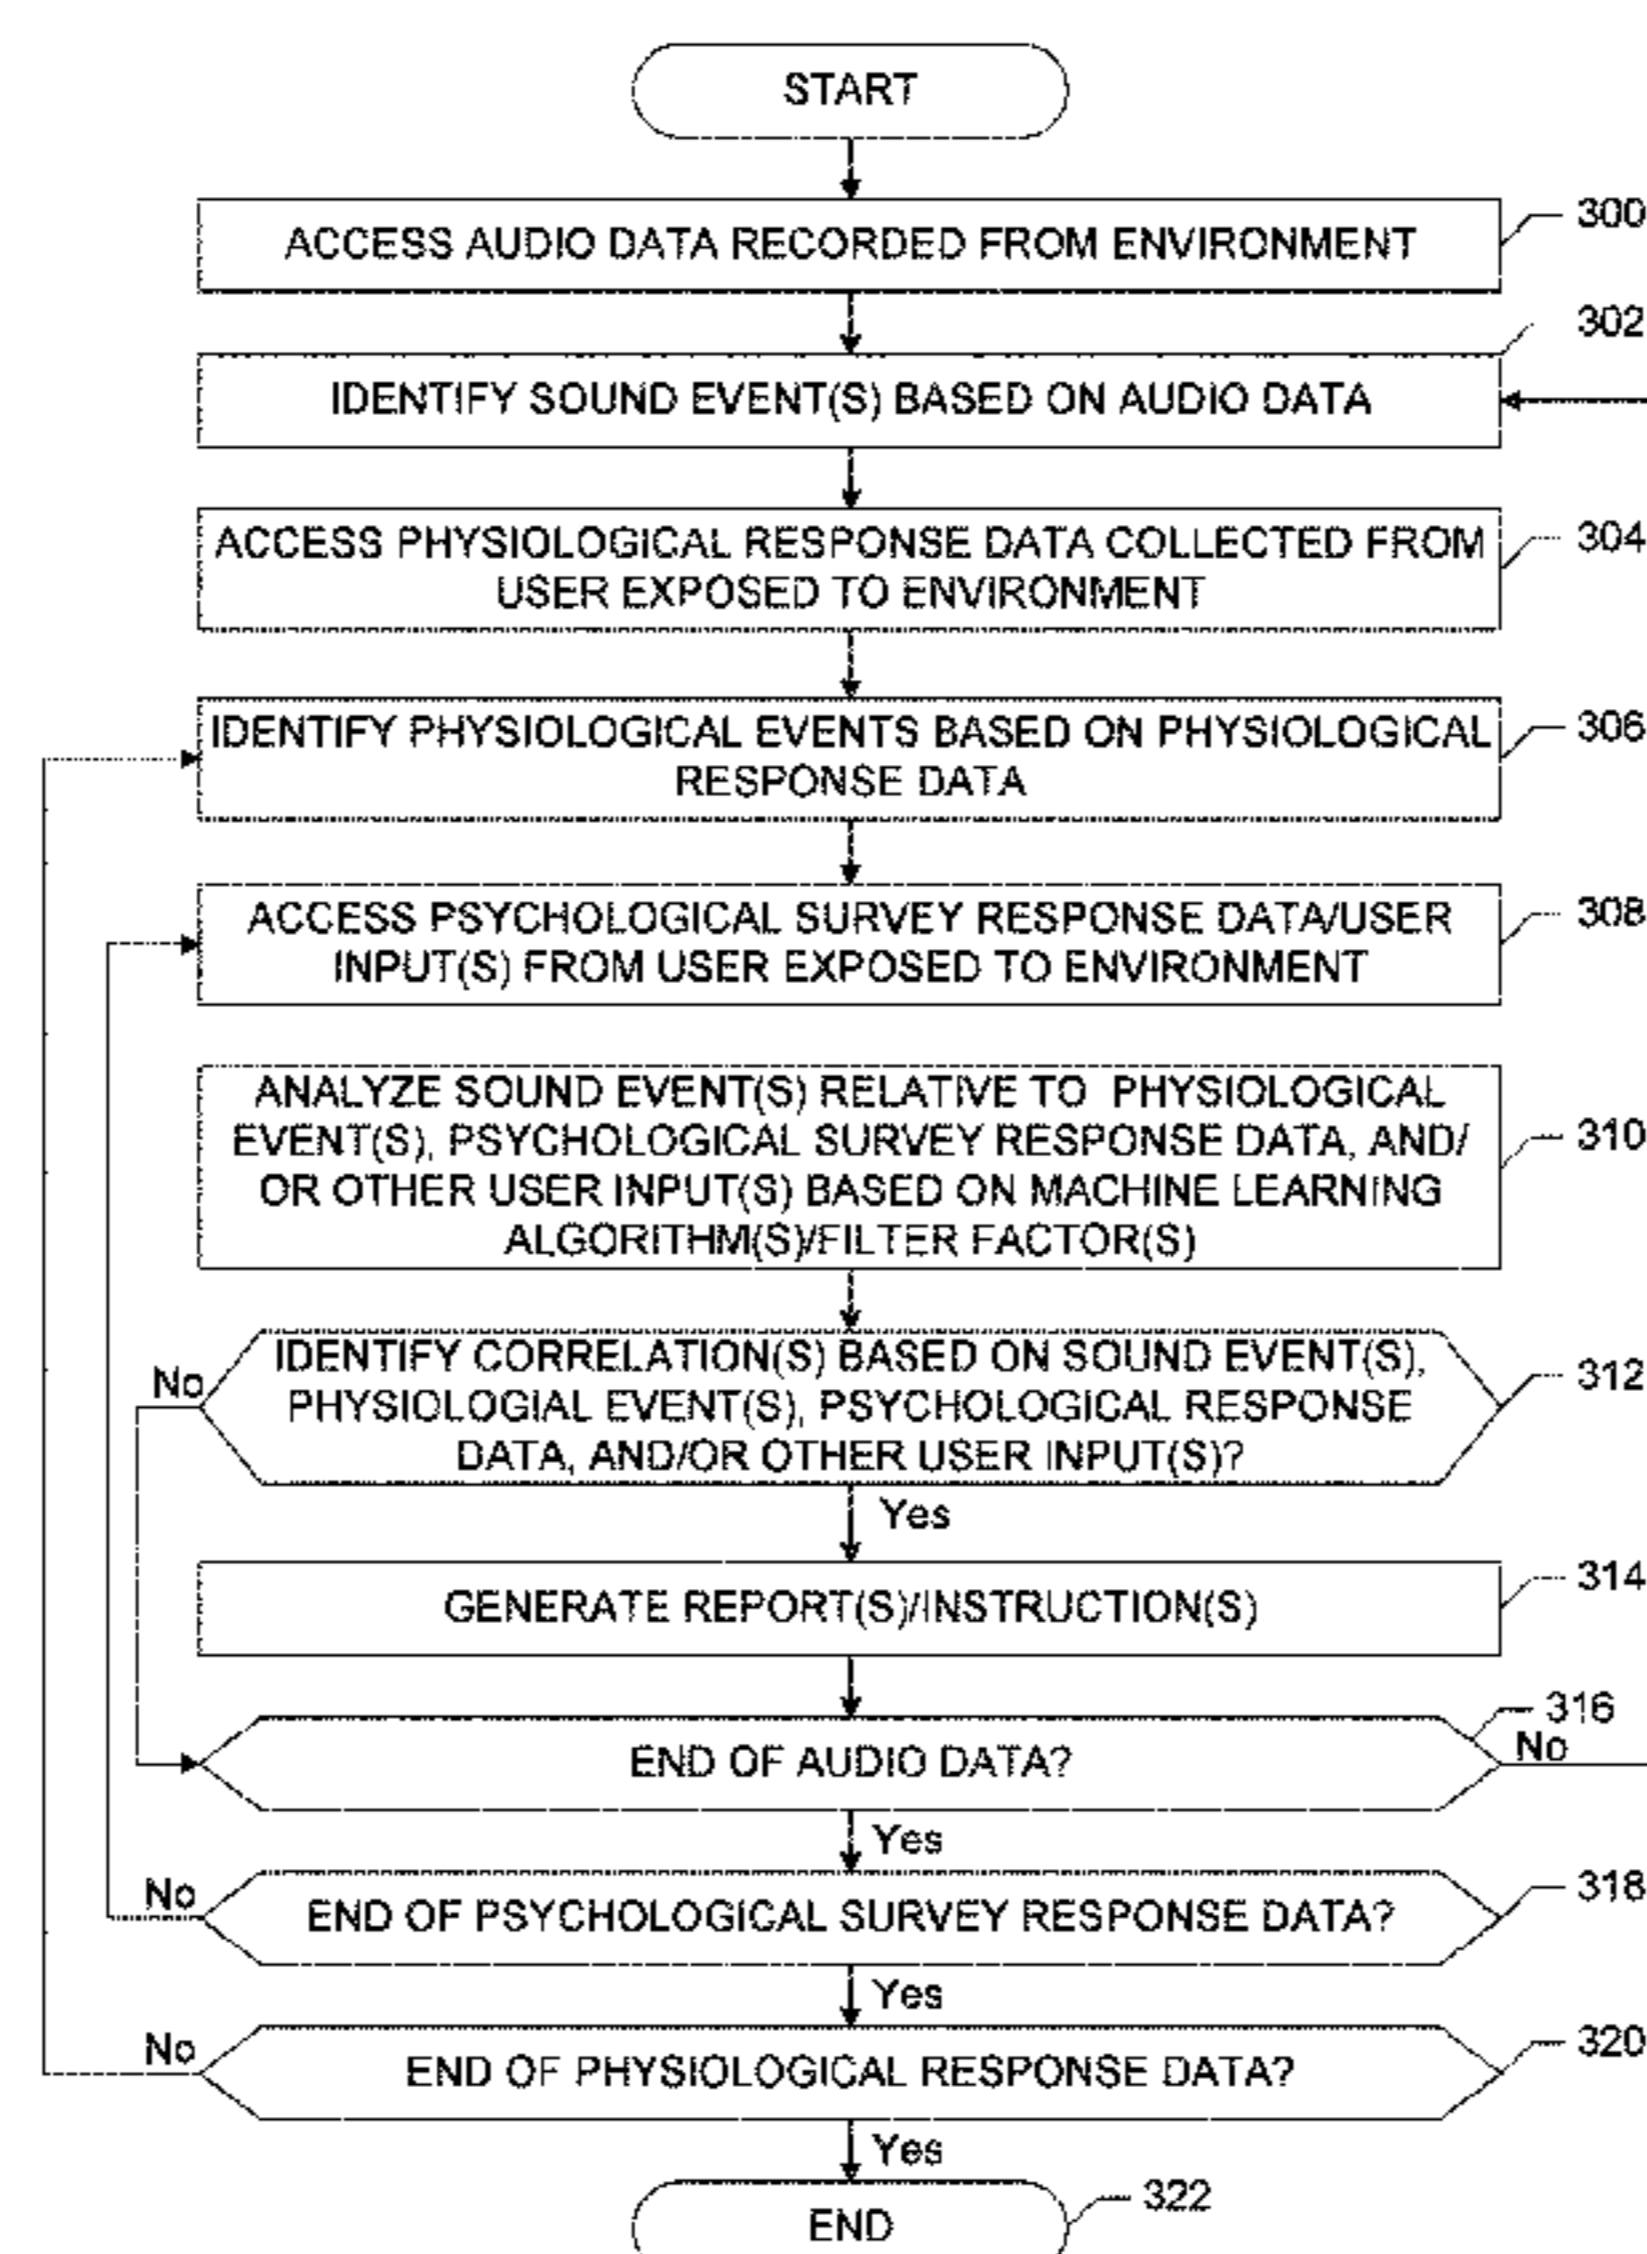 START
ACCESS AUDIO DATA RECORDED FROM ENVIRONMENT
300
IDENTIFY SOUND EVENT(S) BASED ON AUDIO DATA
302
ACCESS PHYSIOLOGICAL RESPONSE DATA COLLECTED FROM
USER EXPOSED TO ENVIRONMENT
304
IDENTIFY PHYSIOLOGICAL EVENTS BASED ON PHYSIOLOGICAL
RESPONSE DATA
306
ACCESS PSYCHOLOGICAL SURVEY RESPONSE DATA/USER
INPUT(S) FROM USER EXPOSED TO ENVIRONMENT
308
ANALYZE SOUND EVENT(S) RELATIVE TO PHYSIOLOGICAL
EVENT(S), PSYCHOLOGICAL SURVEY RESPONSE DATA, AND/
OR OTHER USER INPUT(S) BASED ON MACHINE LEARNING
ALGORITHM(S)/FILTER FACTOR(S)
310
IDENTIFY CORRELATION(S) BASED ON SOUND EVENT(S),
PHYSIOLOGIAL EVENT(S), PSYCHOLOGICAL RESPONSE
DATA, AND/OR OTHER USER INPUT(S)?
312
No
Yes
GENERATE REPORT(S)/INSTRUCTION(S)
314
END OF AUDIO DATA?
316
No
Yes
END OF PSYCHOLOGICAL SURVEY RESPONSE DATA?
318
No
Yes
END OF PHYSIOLOGICAL RESPONSE DATA?
320
No
Yes
END
322